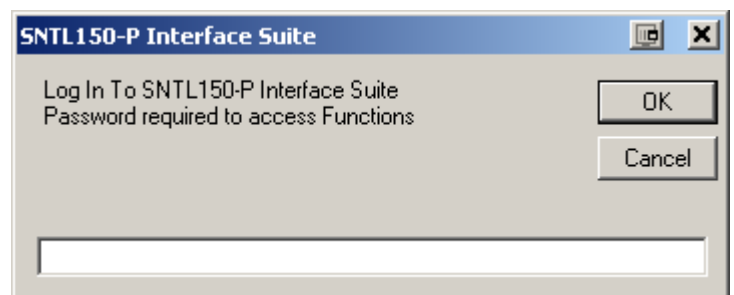 SNTL150-P Interface Suite
Log In To SNTL150-P Interface Suite
Password required to access Functions
OK
Cancel